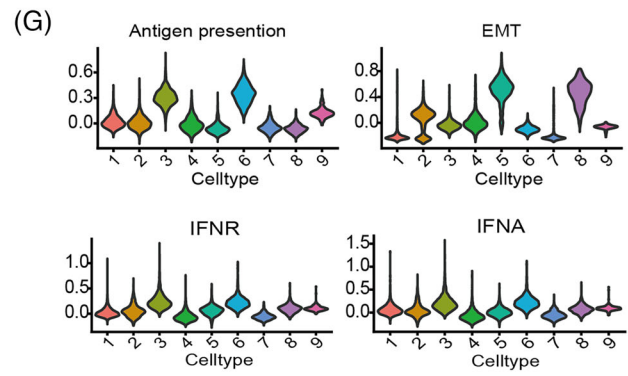 (G)
Antigen presention
0.6
0.3
0.0
1 2 3 4 5 6 7 8 9
Celltype
EMT
0.8
0.4
0.0
1 2 3 4 5 6 7 8 9
Celltype
IFNR
1.0
0.5
0.0
1 2 3 4 5 6 7 8 9
Celltype
IFNA
1.5
1.0
0.5
0.0
1 2 3 4 5 6 7 8 9
Celltype